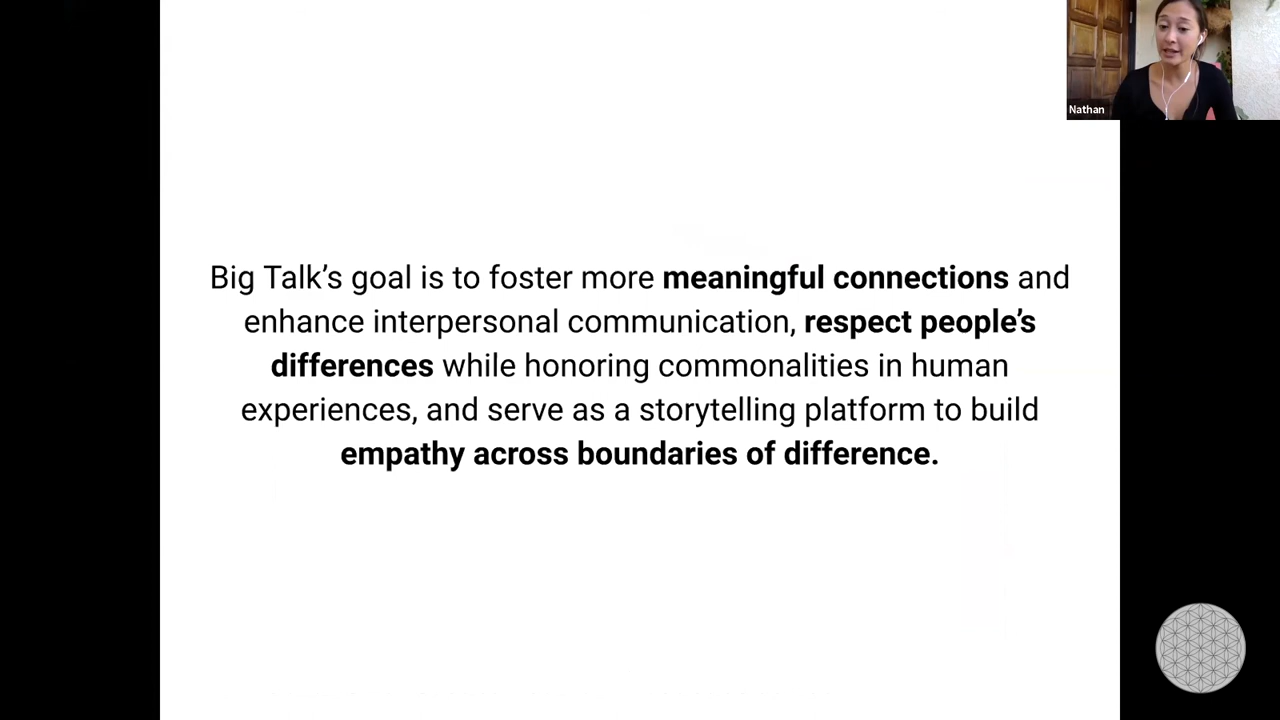 Nathan
Big Talk’s goal is to foster more meaningful connections and
enhance interpersonal communication, respect people’s
differences while honoring commonalities in human
experiences, and serve as a storytelling platform to build
empathy across boundaries of difference.